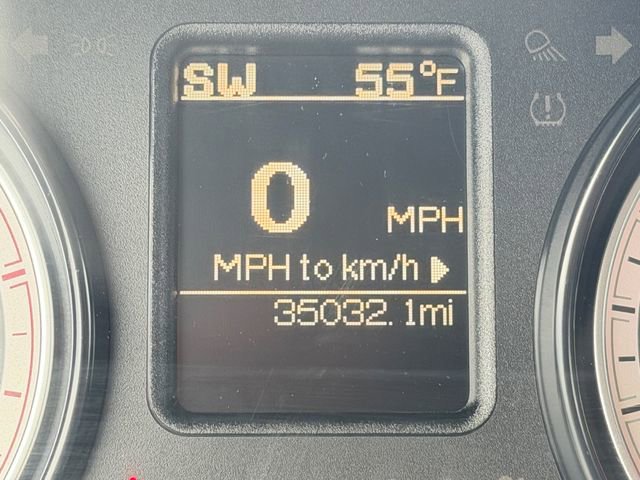 SW 55°F
0 MPH
MPH to km/h
35032.1mi